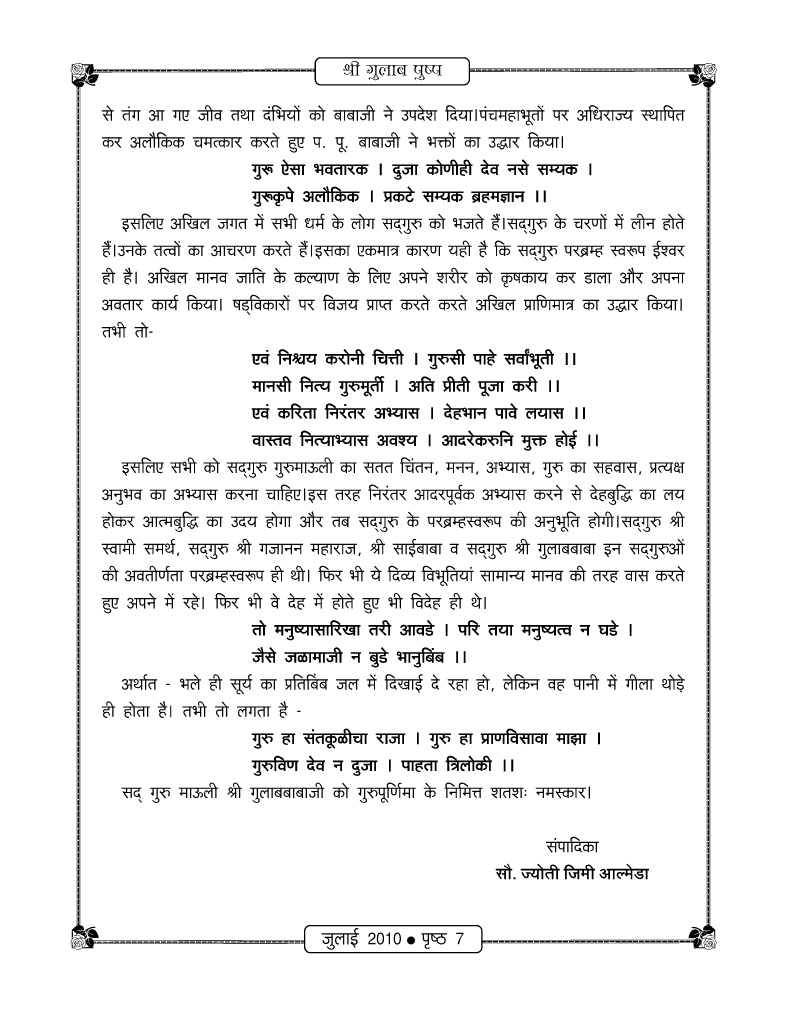 श्री गुलाब पुष्प
से तंग आ गए जीव तथा दंभियों को बाबाजी ने उपदेश दिया।पंचमहाभूतों पर अधिराज्य स्थापित
कर अलौकिक चमत्कार करते हुए प. पू. बाबाजी ने भक्तों का उद्धार किया।
गुरू ऐसा भवतारक । दुजा कोणीही देव नसे सम्यक ।
गुरूकृपे अलौकिक । प्रकटे सम्यक ब्रहमज्ञान ।।
इसलिए अखिल जगत में सभी धर्म के लोग सद्‌गुरु को भजते हैं।सद्‌गुरु के चरणों में लीन होते
हैं।उनके तत्वों का आचरण करते हैं।इसका एकमात्र कारण यही है कि सद्‌गुरु परब्रम्ह स्वरूप ईश्वर
ही है। अखिल मानव जाति के कल्याण के लिए अपने शरीर को कृषकाय कर डाला और अपना
अवतार कार्य किया। षड्‌विकारों पर विजय प्राप्त करते करते अखिल प्राणिमात्र का उद्धार किया।
तभी तो-
एवं निश्चय करोनी चित्ती । गुरुसी पाहे सर्वांभूती ।।
मानसी नित्य गुरुमूर्ती । अति प्रीती पूजा करी ।।
एवं करिता निरंतर अभ्यास । देहभान पावे लयास ।।
वास्तव नित्याभ्यास अवश्य । आदरेकरुनि मुक्त होई ।।
इसलिए सभी को सद्‌गुरु गुरुमाऊली का सतत चिंतन, मनन, अभ्यास, गुरु का सहवास, प्रत्यक्ष
अनुभव का अभ्यास करना चाहिए।इस तरह निरंतर आदरपूर्वक अभ्यास करने से देहबुद्धि का लय
होकर आत्मबुद्धि का उदय होगा और तब सद्‌गुरु के परब्रम्हस्वरूप की अनुभूति होगी।सद्‌गुरु श्री
स्वामी समर्थ, सद्‌गुरु श्री गजानन महाराज, श्री साईबाबा व सद्‌गुरु श्री गुलाबबाबा इन सद्‌गुरुओं
की अवतीर्णता परब्रम्हस्वरूप ही थी। फिर भी ये दिव्य विभूतियां सामान्य मानव की तरह वास करते
हुए अपने में रहे। फिर भी वे देह में होते हुए भी विदेह ही थे।
तो मनुष्यासारिखा तरी आवडे । परि तया मनुष्यत्व न घडे ।
जैसे जळामाजी न बुडे भानुबिंब ।।
अर्थात - भले ही सूर्य का प्रतिबिंब जल में दिखाई दे रहा हो, लेकिन वह पानी में गीला थोड़े
ही होता है। तभी तो लगता है -
गुरु हा संतकूळीचा राजा । गुरु हा प्राणविसावा माझा ।
गुरुविण देव न दुजा । पाहता त्रिलोकी ।।
सद् गुरु माऊली श्री गुलाबबाबाजी को गुरुपूर्णिमा के निमित्त शतशः नमस्कार।
संपादिका
सौ. ज्योती जिमी आल्मेडा
जुलाई 2010 ● पृष्ठ 7